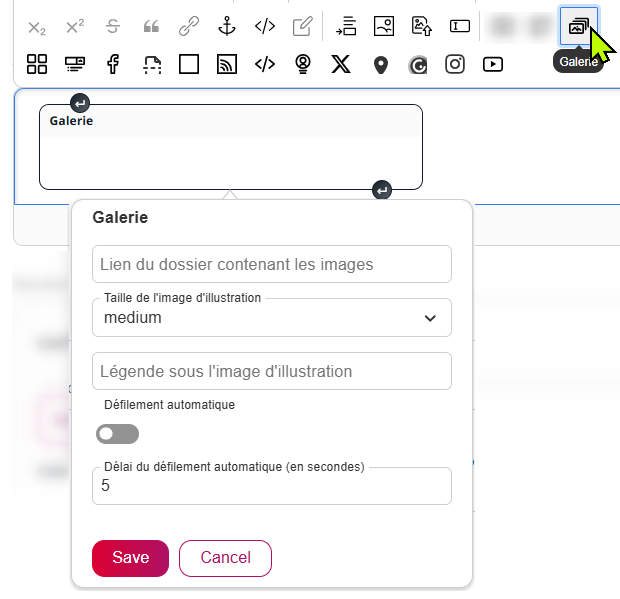 Galerie
Galerie
Galerie
Lien du dossier contenant les images
Taille de l'image d'illustration
medium
Légende sous l'image d'illustration
Défilement automatique
Délai du défilement automatique (en secondes)
5
Save
Cancel